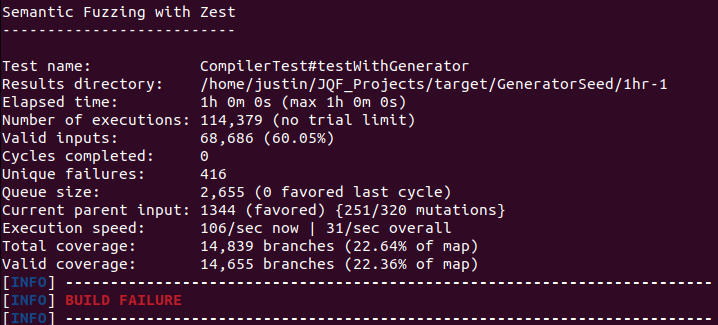 Semantic Fuzzing with Zest
--------------------------
Test name:            CompilerTest#testWithGenerator
Results directory:    /home/justin/JQF_Projects/target/GeneratorSeed/1hr-1
Elapsed time:         1h 0m 0s (max 1h 0m 0s)
Number of executions: 114,379 (no trial limit)
Valid inputs:         68,686 (60.05%)
Cycles completed:     0
Unique failures:      416
Queue size:           2,655 (0 favored last cycle)
Current parent input: 1344 (favored) {251/320 mutations}
Execution speed:      106/sec now | 31/sec overall
Total coverage:       14,839 branches (22.64% of map)
Valid coverage:       14,655 branches (22.36% of map)
[INFO] ------------------------------------------------------------------------
[INFO] BUILD FAILURE
[INFO] ------------------------------------------------------------------------